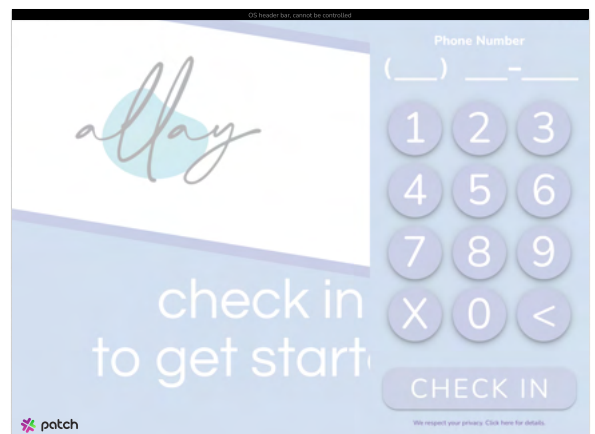 OS header bar, cannot be controlled
allay
check in
to get start
patch
Phone Number
(___) ___-____
1 2 3
4 5 6
7 8 9
X 0 <
CHECK IN
We respect your privacy. Click here for details.